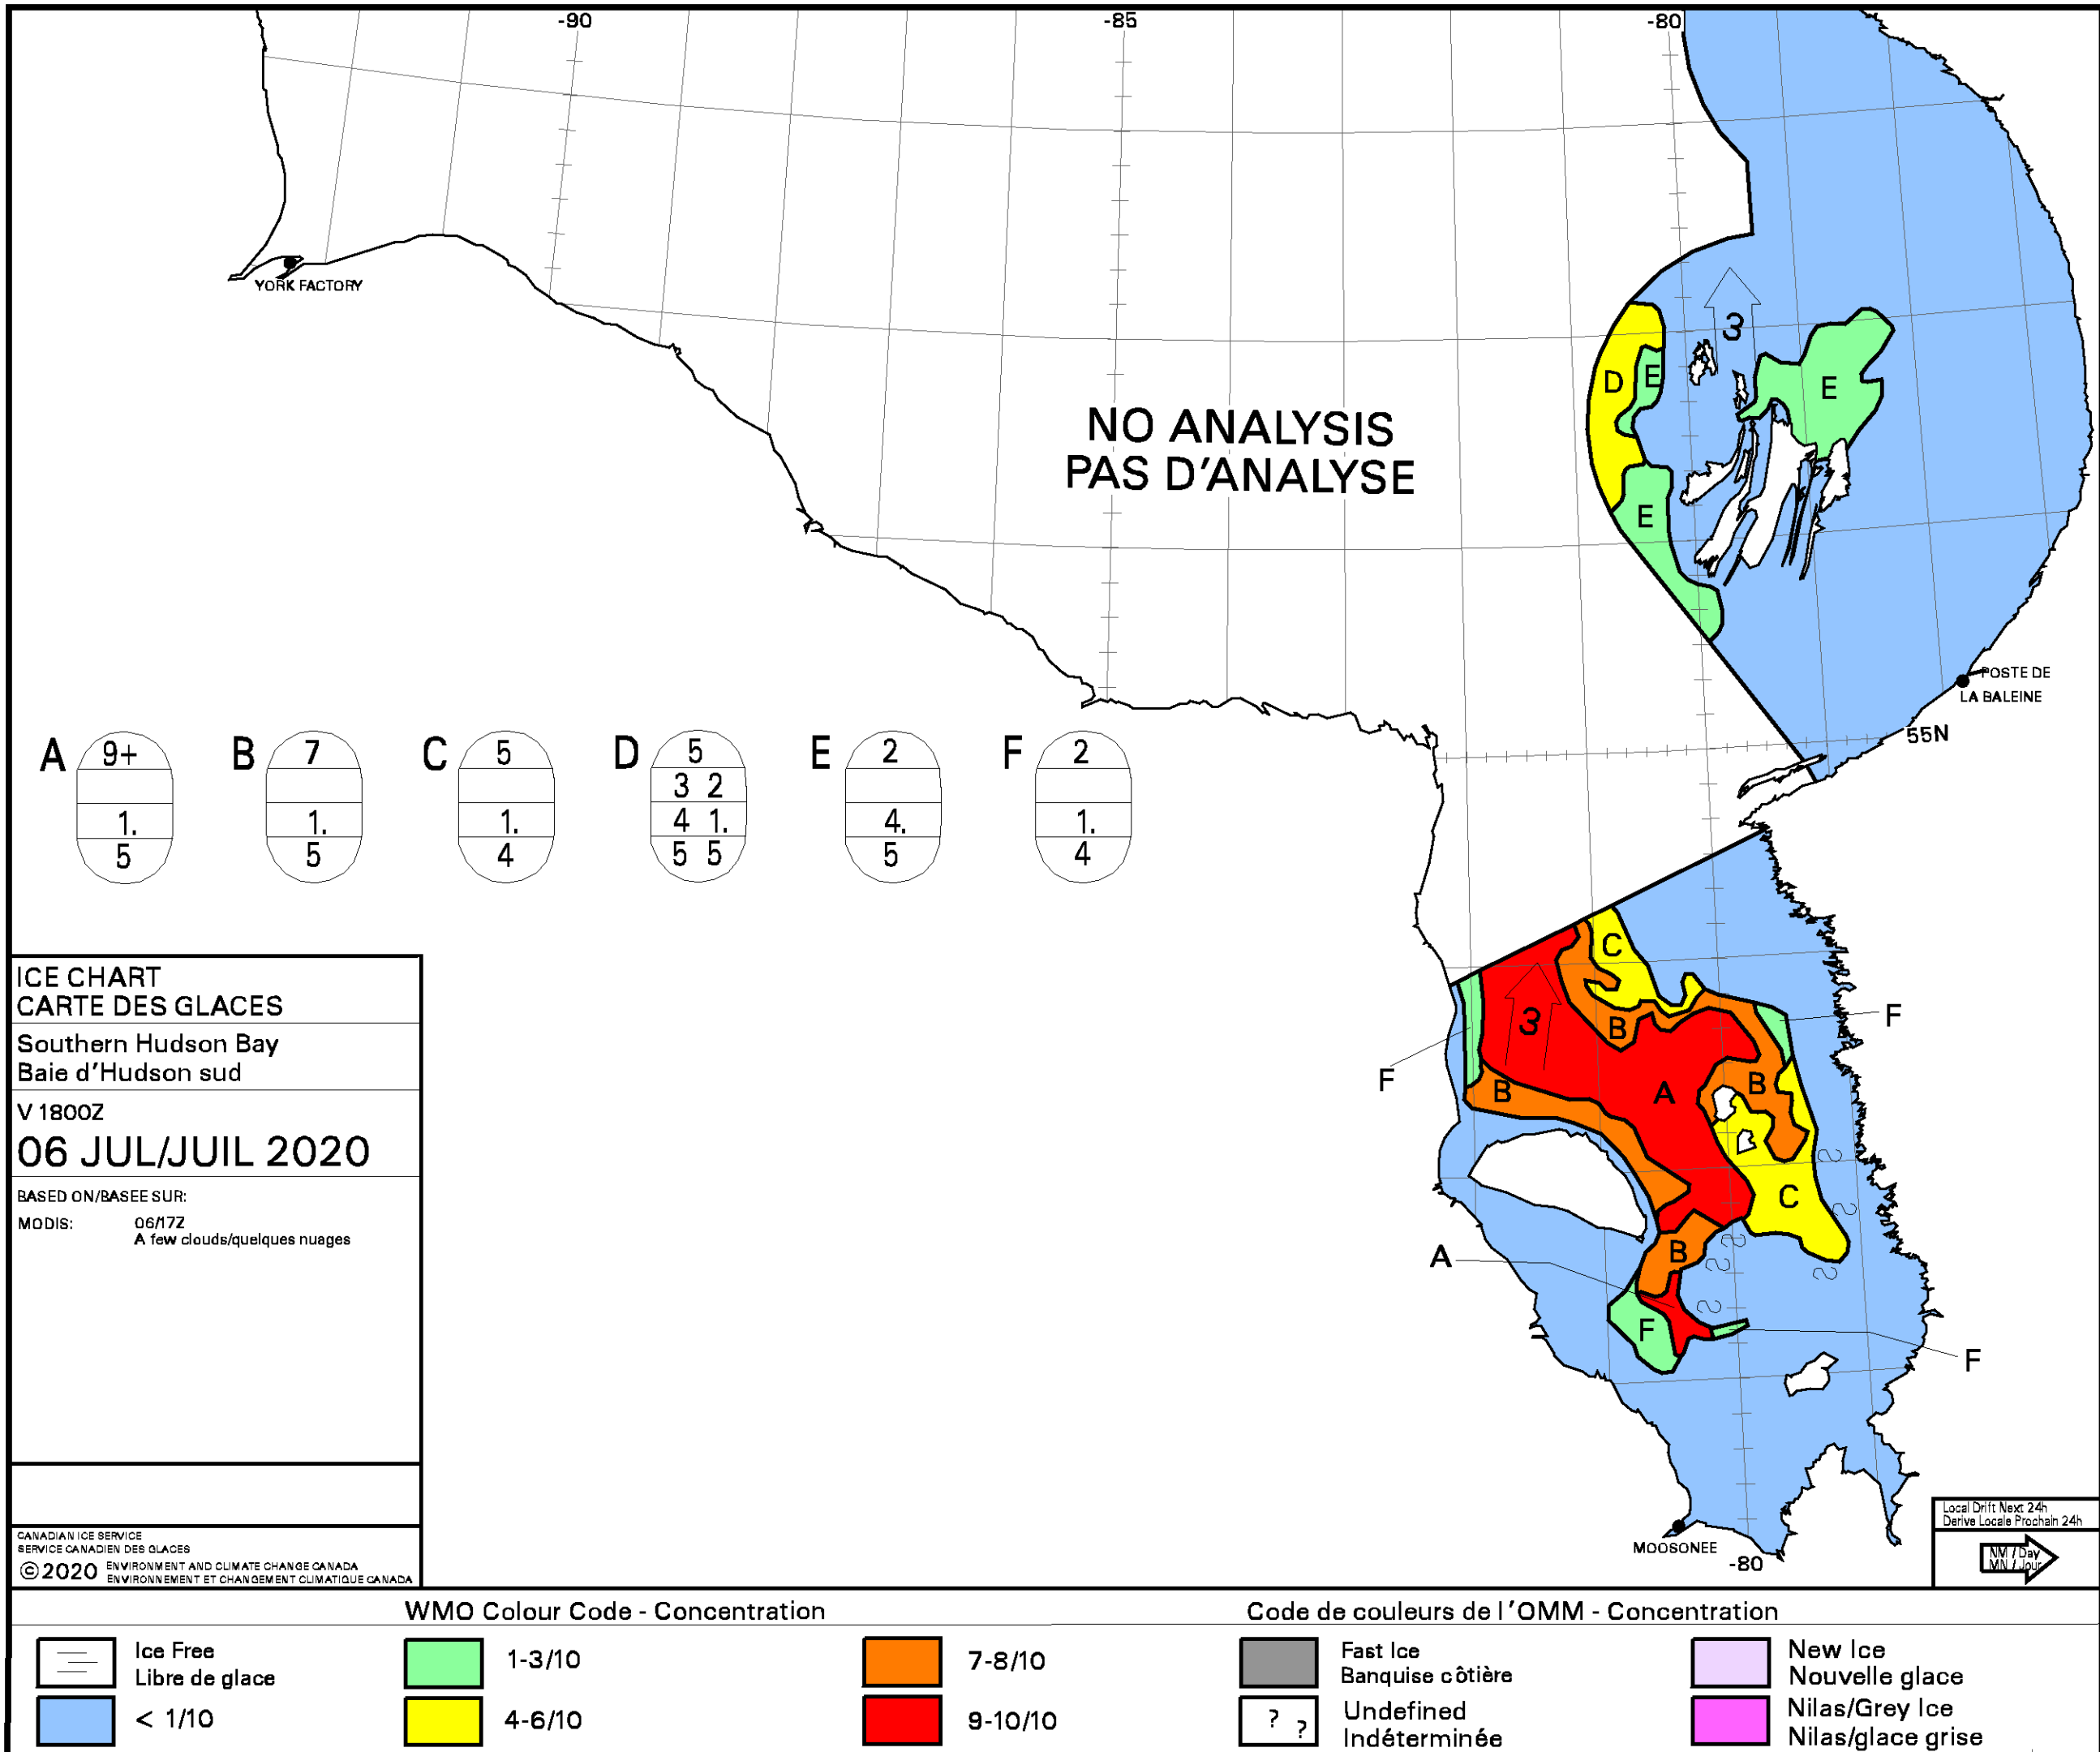 -90
-85
-80
YORK FACTORY
3
D
E
E
E
NO ANALYSIS
PAS D'ANALYSE
POSTE DE
LA BALEINE
55N
A
9+
1.
5
B
7
1.
5
C
5
1.
4
D
5
3 2
4 1.
5 5
E
2
4.
5
F
2
1.
4
C
3
B
F
F
B
A
B
C
B
A
F
F
MOOSONEE
-80
ICE CHART
CARTE DES GLACES
Southern Hudson Bay
Baie d'Hudson sud
V 1800Z
06 JUL/JUIL 2020
BASED ON/BASEE SUR:
MODIS: 06/17Z
A few clouds/quelques nuages
CANADIAN ICE SERVICE
SERVICE CANADIEN DES GLACES
©2020 ENVIRONMENT AND CLIMATE CHANGE CANADA
ENVIRONNEMENT ET CHANGEMENT CLIMATIQUE CANADA
Local Drift Next 24h
Derive Locale Prochain 24h
NM / Day
MN / Jour
WMO Colour Code - Concentration
Code de couleurs de l'OMM - Concentration
Ice Free
Libre de glace
< 1/10
1-3/10
4-6/10
7-8/10
9-10/10
Fast Ice
Banquise côtière
? ?
Undefined
Indéterminée
New Ice
Nouvelle glace
Nilas/Grey Ice
Nilas/glace grise